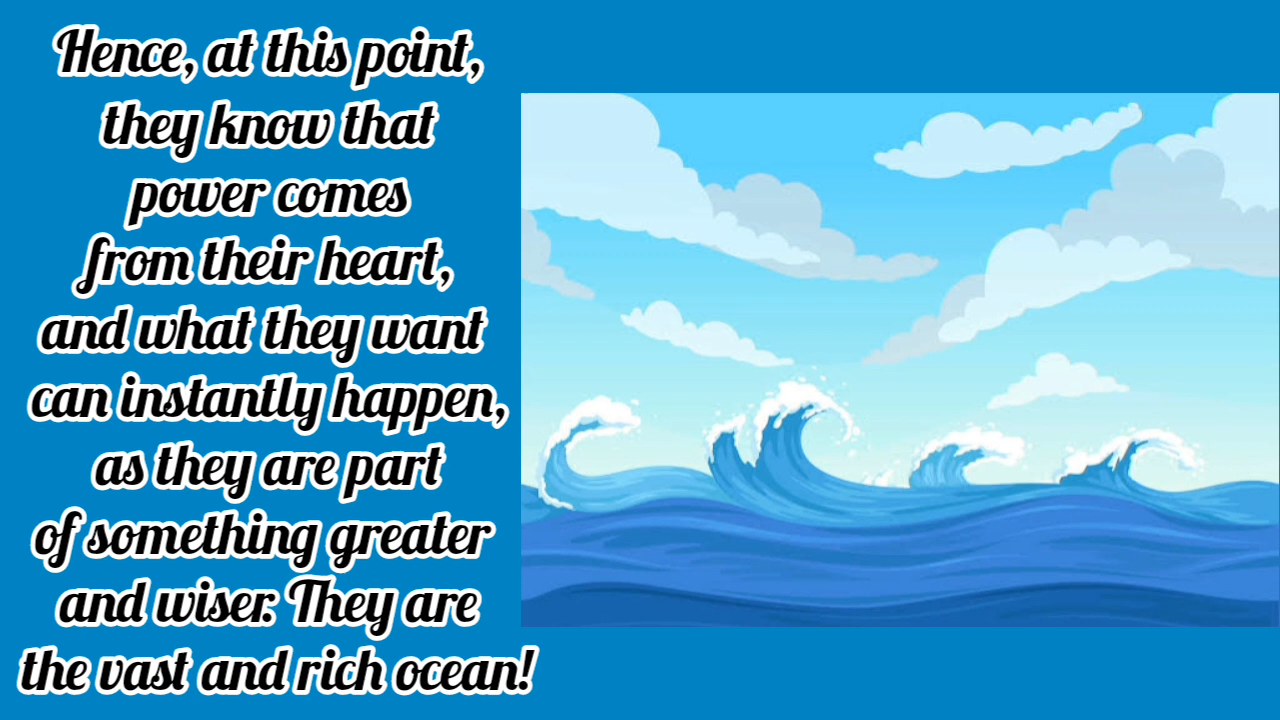 Hence, at this point,
they know that
power comes
from their heart,
and what they want
can instantly happen,
as they are part
of something greater
and wiser. They are
the vast and rich ocean!